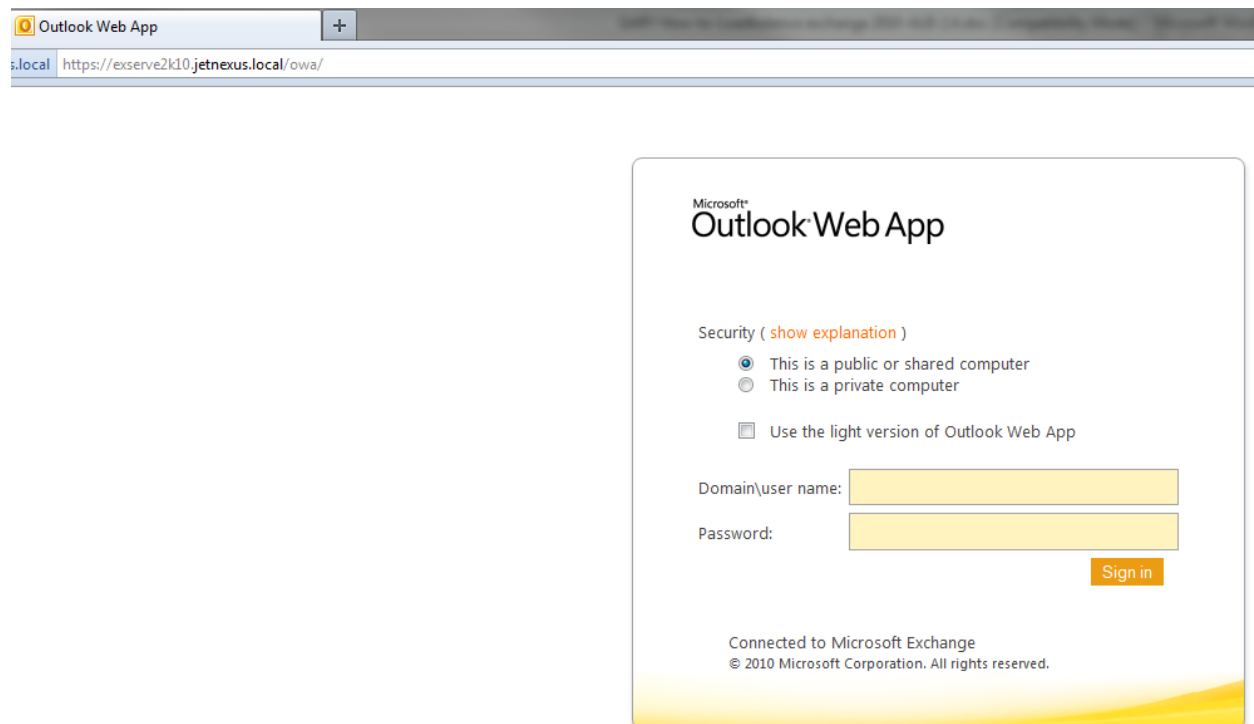 Outlook Web App
+
s.local https://exserve2k10.jetnexus.local/owa/
Microsoft®
Outlook Web App
Security ( show explanation )
This is a public or shared computer
This is a private computer
Use the light version of Outlook Web App
Domain\user name:
Password:
Sign in
Connected to Microsoft Exchange
© 2010 Microsoft Corporation. All rights reserved.